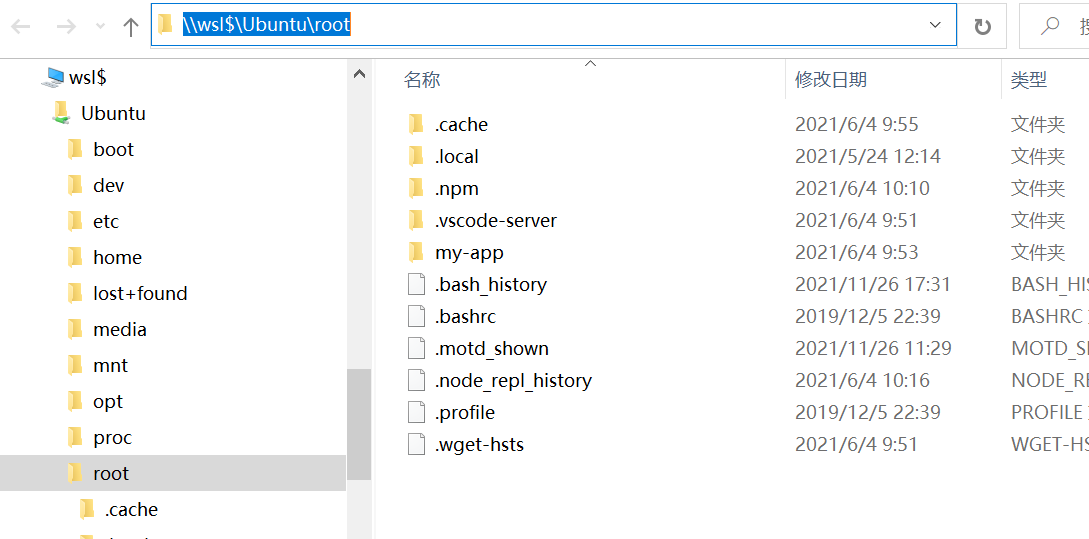 \\wsl$\Ubuntu\root
wsl$
Ubuntu
boot
dev
etc
home
lost+found
media
mnt
opt
proc
root
.cache
名称 修改日期 类型
.cache 2021/6/4 9:55 文件夹
.local 2021/5/24 12:14 文件夹
.npm 2021/6/4 10:10 文件夹
.vscode-server 2021/6/4 9:51 文件夹
my-app 2021/6/4 9:53 文件夹
.bash_history 2021/11/26 17:31 BASH_HIS
.bashrc 2019/12/5 22:39 BASHRC
.motd_shown 2021/11/26 11:29 MOTD_S
.node_repl_history 2021/6/4 10:16 NODE_RE
.profile 2019/12/5 22:39 PROFILE
.wget-hsts 2021/6/4 9:51 WGET-HS